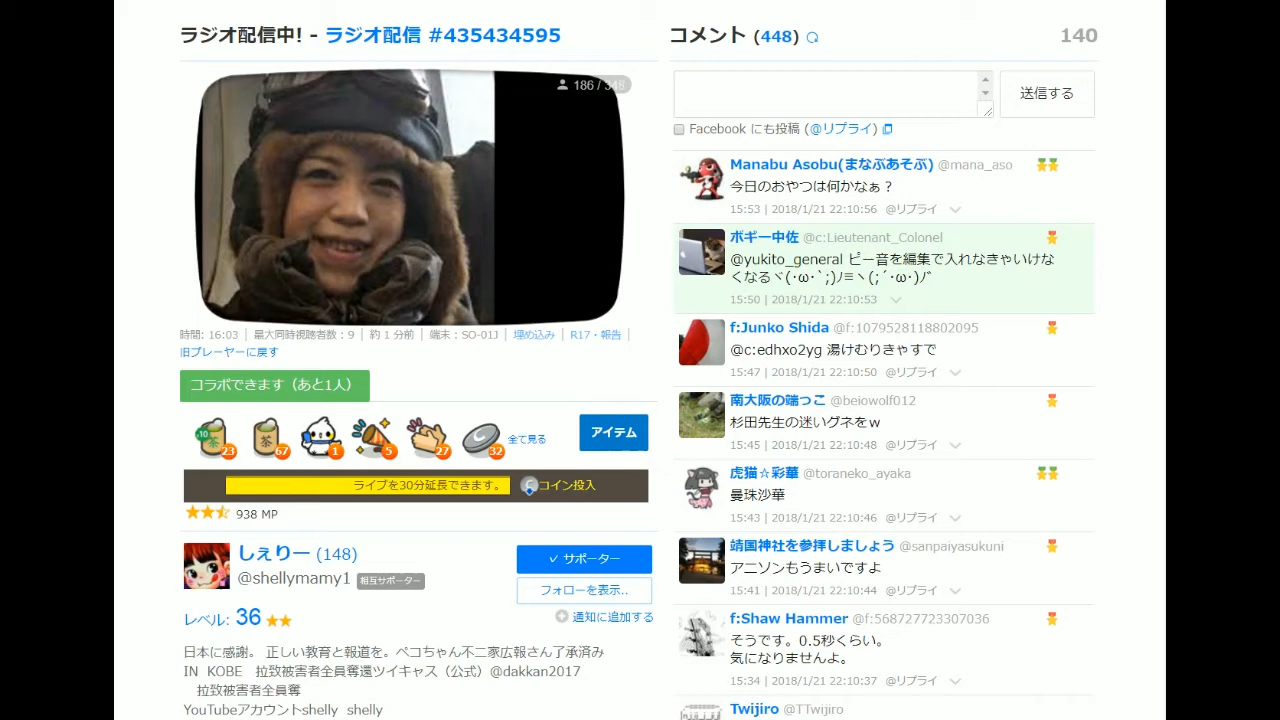 ラジオ配信中! - ラジオ配信 #435434595
186 / 348
時間: 16:03 | 最大同時視聴者数 : 9 | 約 1 分前 | 端末 : SO-01J | 埋め込み | R17・報告 |
旧プレーヤーに戻す
コラボできます（あと1人）
+10 茶 23
茶 67
1
5
27
C 32
全て見る
アイテム
ライブを30分延長できます。
C コイン投入
938 MP
しぇりー (148)
@shellymamy1 相互サポーター
✓ サポーター
フォローを表示..
通知に追加する
レベル: 36 ★★
日本に感謝。 正しい教育と報道を。ペコちゃん不二家広報さん了承済み
IN KOBE 拉致被害者全員奪還ツイキャス（公式）@dakkan2017
拉致被害者全員奪
YouTubeアカウントshelly shelly
コメント (448)
140
送信する
Facebook にも投稿 (@リプライ)
Manabu Asobu(まなぶあそぶ) @mana_aso
今日のおやつは何かなぁ？
15:53 | 2018/1/21 22:10:56 @リプライ
ボギー中佐 @c:Lieutenant_Colonel
@yukito_general ピー音を編集で入れなきゃいけな
くなるヾ(･ω･`;)ﾉ≡ヽ(;´･ω･)ﾉﾞ
15:50 | 2018/1/21 22:10:53
f:Junko Shida @f:1079528118802095
@c:edhxo2yg 湯けむりきゃすで
15:47 | 2018/1/21 22:10:50 @リプライ
南大阪の端っこ @beiowolf012
杉田先生の迷いグネをw
15:45 | 2018/1/21 22:10:48 @リプライ
虎猫☆彩華 @toraneko_ayaka
曼珠沙華
15:43 | 2018/1/21 22:10:46 @リプライ
靖国神社を参拝しましょう @sanpaiyasukuni
アニソンもうまいですよ
15:41 | 2018/1/21 22:10:44 @リプライ
f:Shaw Hammer @f:568727723307036
そうです。0.5秒くらい。
気になりませんよ。
15:34 | 2018/1/21 22:10:37 @リプライ
Twijiro @TTwijiro